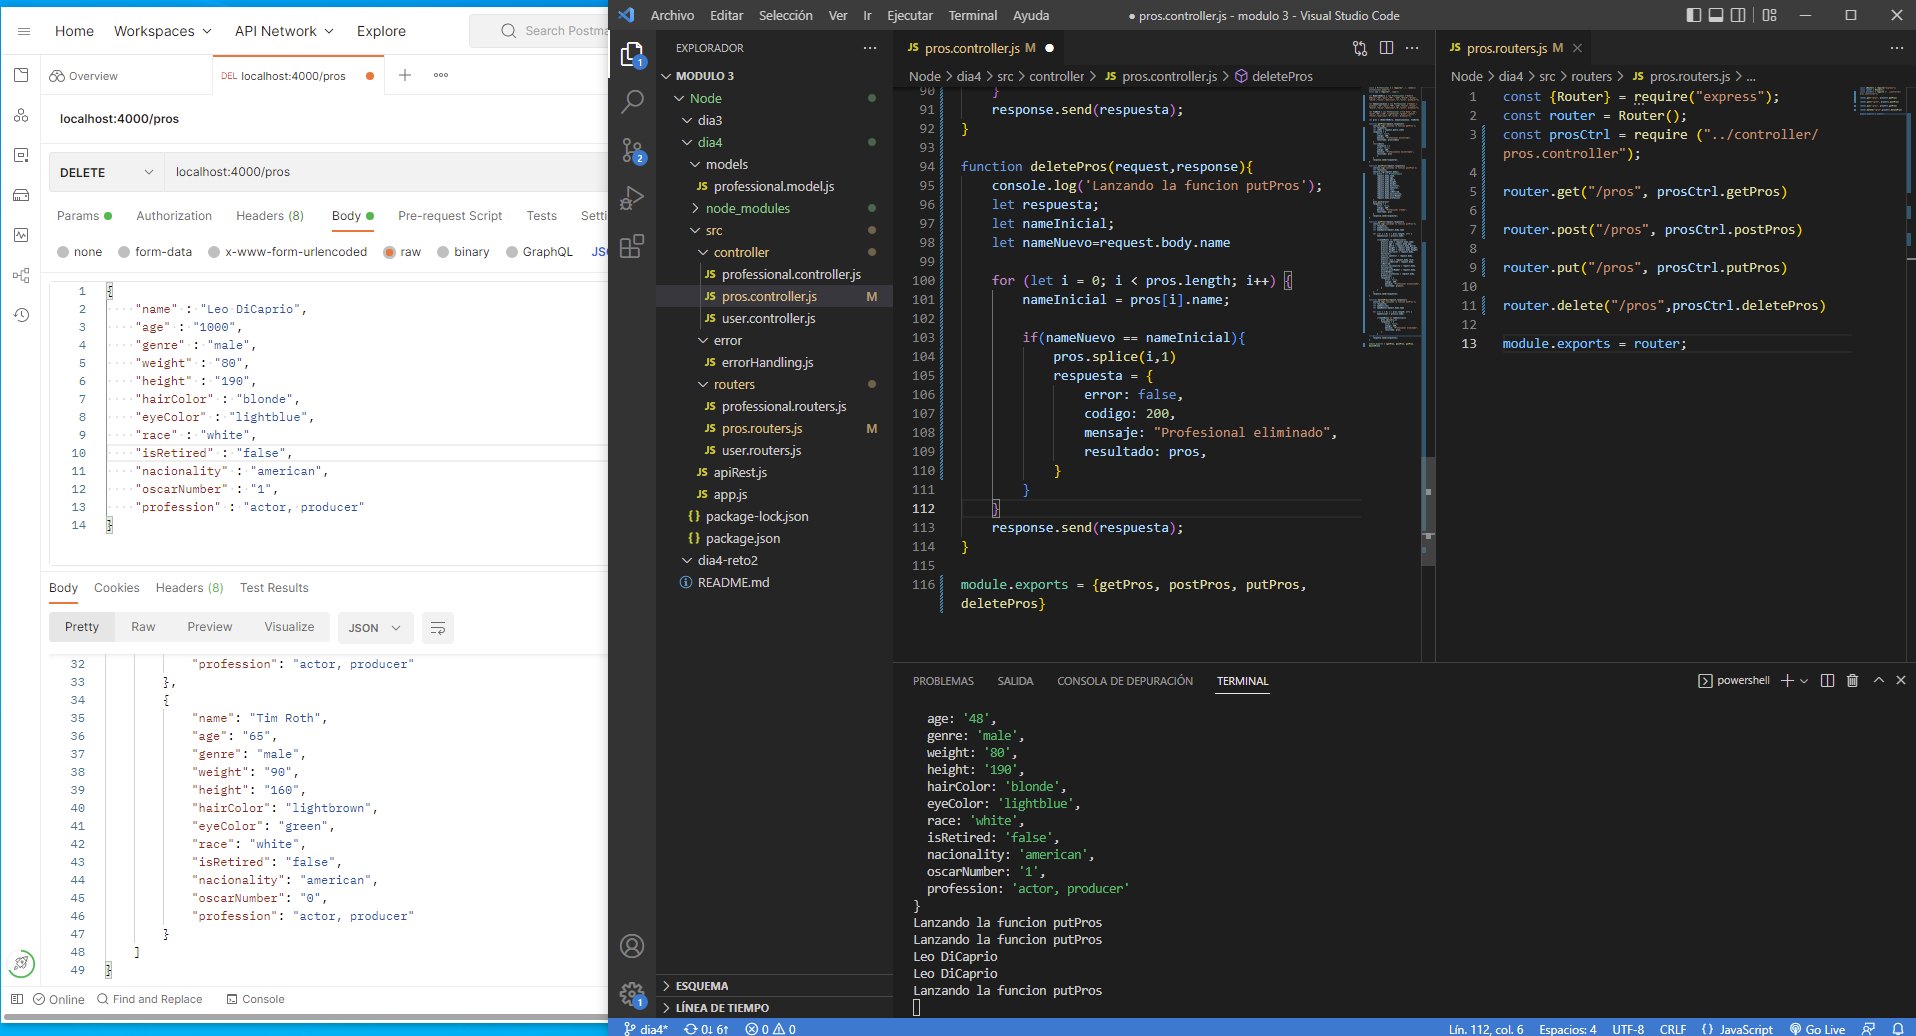 Home
Workspaces
API Network
Explore
Search Postma
Overview
DEL localhost:4000/pros
localhost:4000/pros
DELETE
localhost:4000/pros
Params
Authorization
Headers (8)
Body
Pre-request Script
Tests
Setti
none
form-data
x-www-form-urlencoded
raw
binary
GraphQL
JSO
1 {
2 "name" : "Leo DiCaprio",
3 "age" : "1000",
4 "genre" : "male",
5 "weight" : "80",
6 "height" : "190",
7 "hairColor" : "blonde",
8 "eyeColor" : "lightblue",
9 "race" : "white",
10 "isRetired" : "false",
11 "nacionality" : "american",
12 "oscarNumber" : "1",
13 "profession" : "actor, producer"
14 }
Body
Cookies
Headers (8)
Test Results
Pretty
Raw
Preview
Visualize
JSON
32 "profession": "actor, producer"
33 },
34 {
35 "name": "Tim Roth",
36 "age": "65",
37 "genre": "male",
38 "weight": "90",
39 "height": "160",
40 "hairColor": "lightbrown",
41 "eyeColor": "green",
42 "race": "white",
43 "isRetired": "false",
44 "nacionality": "american",
45 "oscarNumber": "0",
46 "profession": "actor, producer"
47 }
48 ]
49 }
Online
Find and Replace
Console
Archivo
Editar
Selección
Ver
Ir
Ejecutar
Terminal
Ayuda
● pros.controller.js - modulo 3 - Visual Studio Code
1
2
1
EXPLORADOR
MODULO 3
Node
dia3
dia4
models
JS professional.model.js
node_modules
src
controller
JS professional.controller.js
JS pros.controller.js M
JS user.controller.js
error
JS errorHandling.js
routers
JS professional.routers.js
JS pros.routers.js M
JS user.routers.js
JS apiRest.js
JS app.js
{} package-lock.json
{} package.json
dia4-reto2
README.md
ESQUEMA
LÍNEA DE TIEMPO
JS pros.controller.js M
Node > dia4 > src > controller > JS pros.controller.js > deletePros
90 }
91 response.send(respuesta);
92 }
93
94 function deletePros(request,response){
95 console.log('Lanzando la funcion putPros');
96 let respuesta;
97 let nameInicial;
98 let nameNuevo=request.body.name
99
100 for (let i = 0; i < pros.length; i++) {
101 nameInicial = pros[i].name;
102
103 if(nameNuevo == nameInicial){
104 pros.splice(i,1)
105 respuesta = {
106 error: false,
107 codigo: 200,
108 mensaje: "Profesional eliminado",
109 resultado: pros,
110 }
111 }
112 }
113 response.send(respuesta);
114 }
115
116 module.exports = {getPros, postPros, putPros,
deletePros}
JS pros.routers.js M
Node > dia4 > src > routers > JS pros.routers.js > ...
1 const {Router} = require("express");
2 const router = Router();
3 const prosCtrl = require ("../controller/
pros.controller");
4
5 router.get("/pros", prosCtrl.getPros)
6
7 router.post("/pros", prosCtrl.postPros)
8
9 router.put("/pros", prosCtrl.putPros)
10
11 router.delete("/pros",prosCtrl.deletePros)
12
13 module.exports = router;
PROBLEMAS
SALIDA
CONSOLA DE DEPURACIÓN
TERMINAL
powershell
age: '48',
genre: 'male',
weight: '80',
height: '190',
hairColor: 'blonde',
eyeColor: 'lightblue',
race: 'white',
isRetired: 'false',
nacionality: 'american',
oscarNumber: '1',
profession: 'actor, producer'
}
Lanzando la funcion putPros
Lanzando la funcion putPros
Leo DiCaprio
Leo DiCaprio
Lanzando la funcion putPros
dia4*
0↓ 6↑
0
0
Lín. 112, col. 6
Espacios: 4
UTF-8
CRLF
{} JavaScript
Go Live